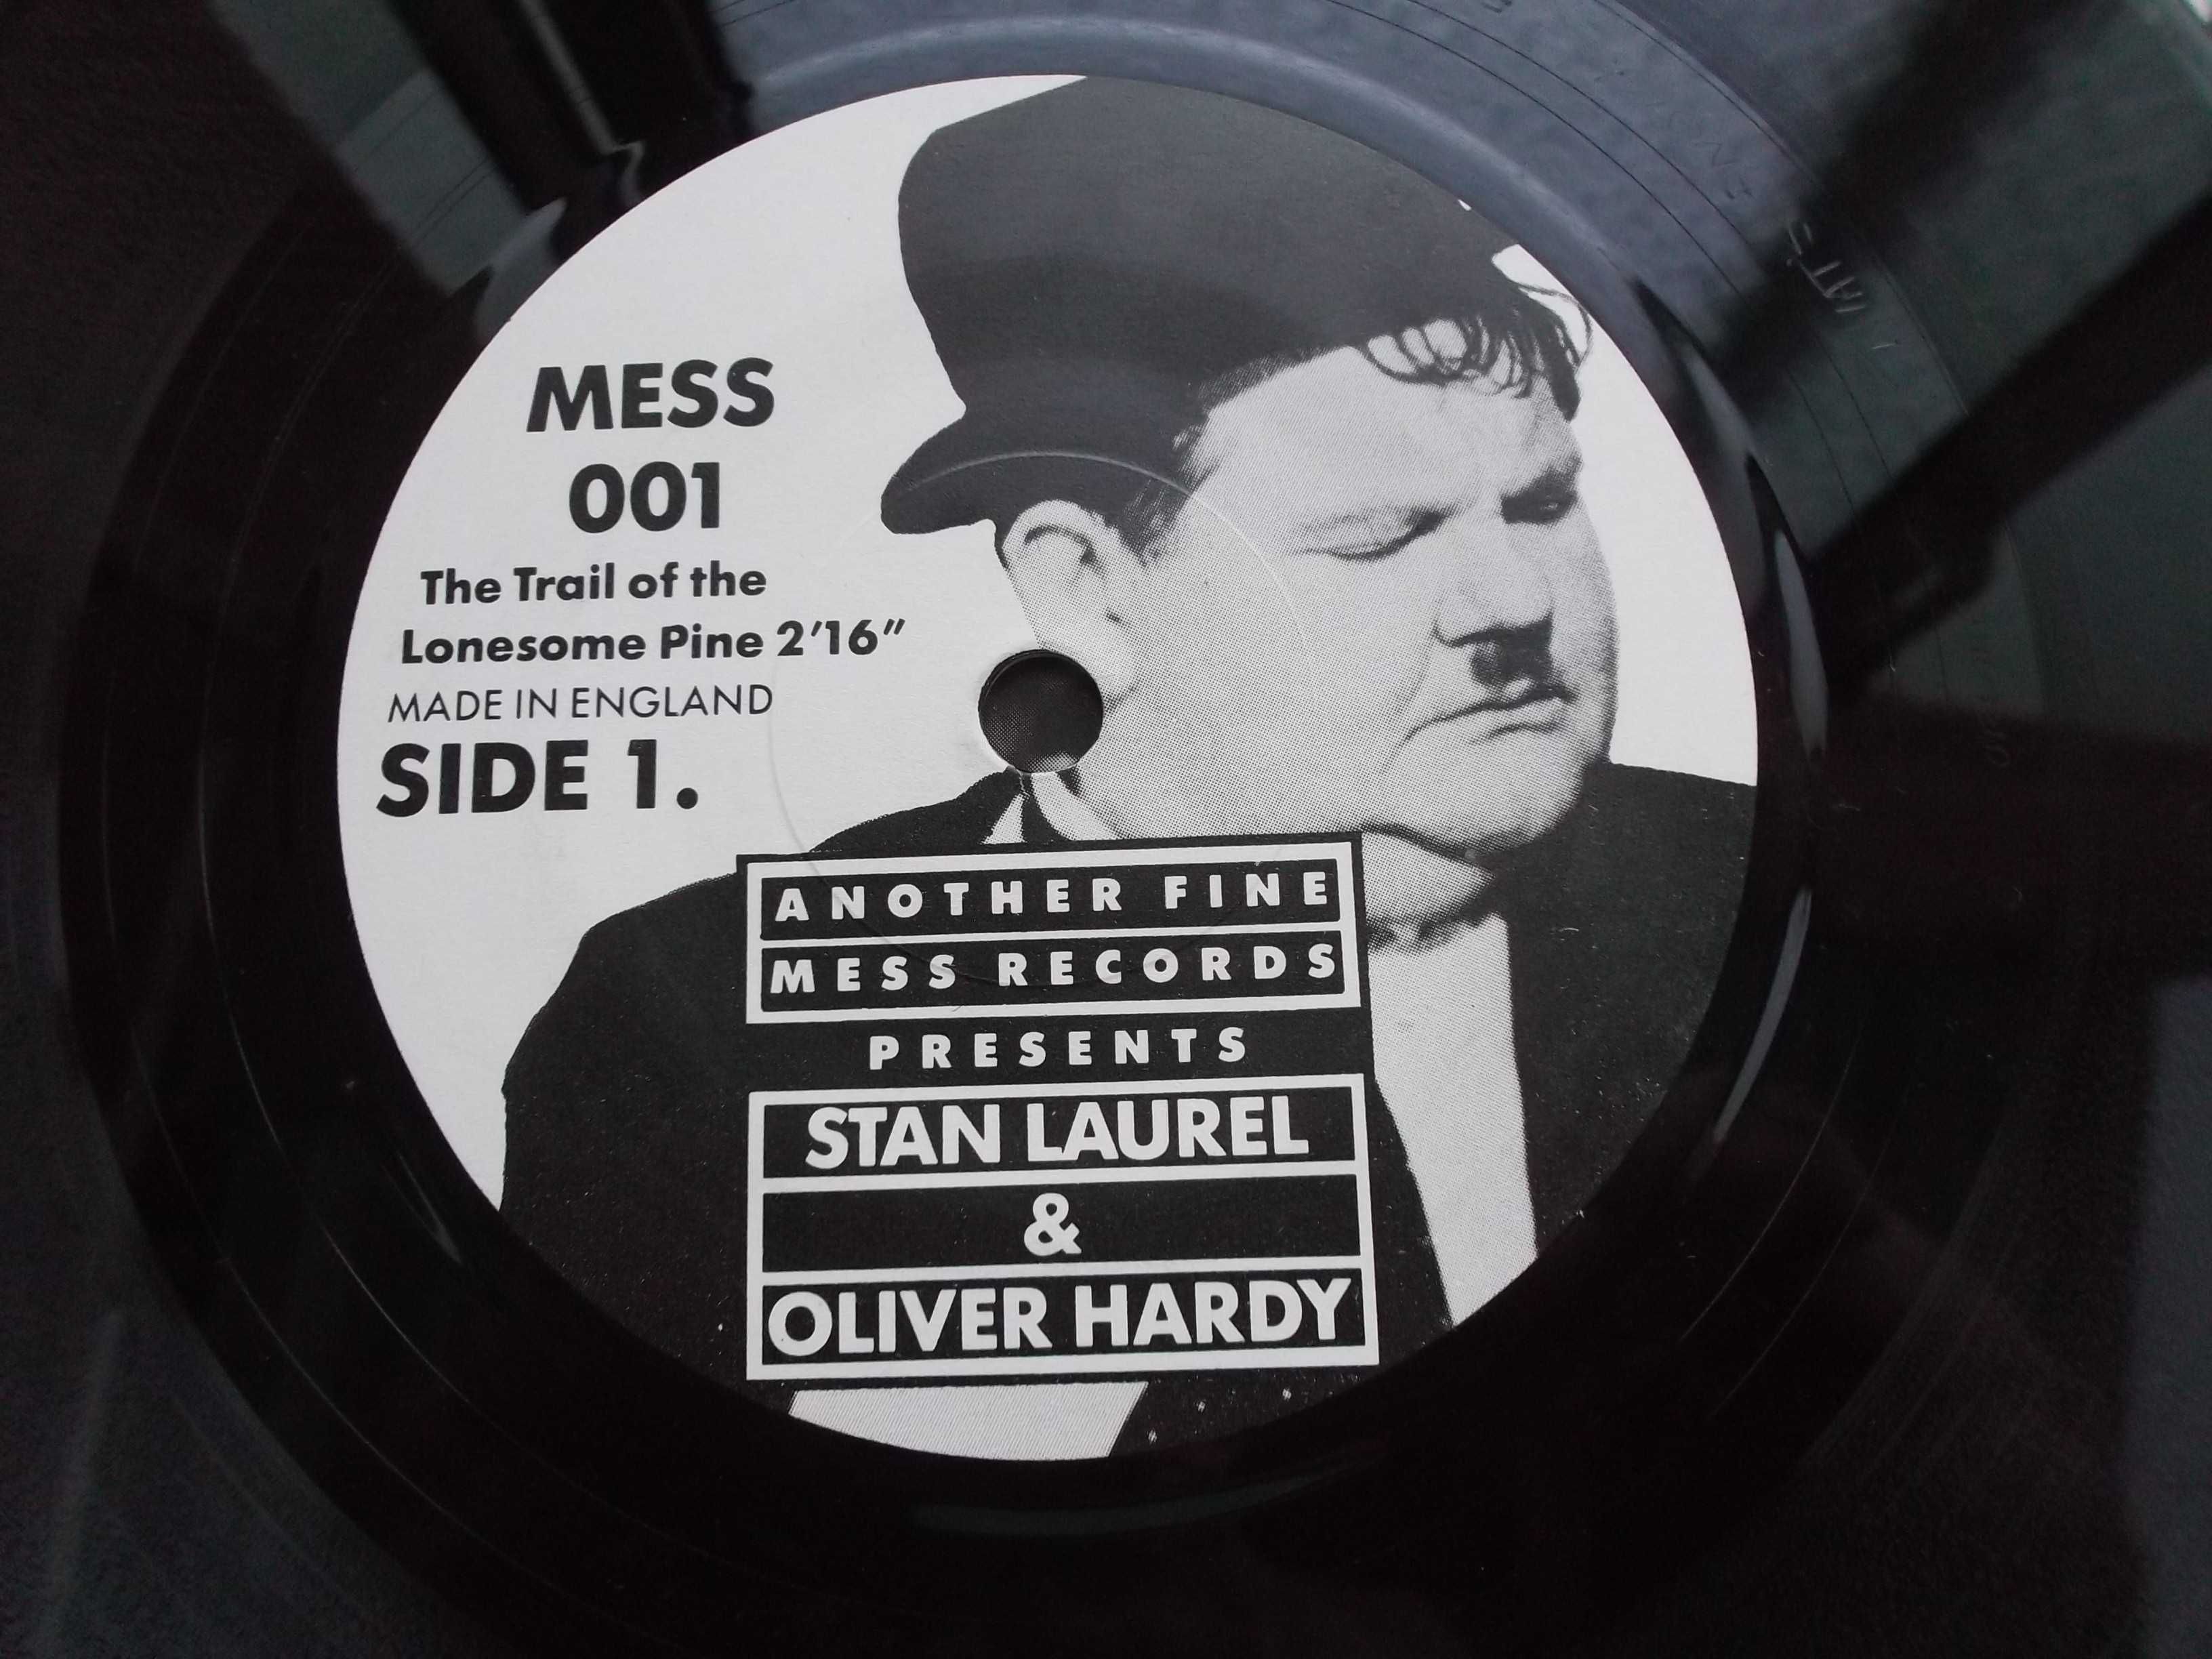 MESS
001
The Trail of the
Lonesome Pine 2′16″
MADE IN ENGLAND
SIDE 1.
ANOTHER FINE
MESS RECORDS
PRESENTS
STAN LAUREL
&
OLIVER HARDY